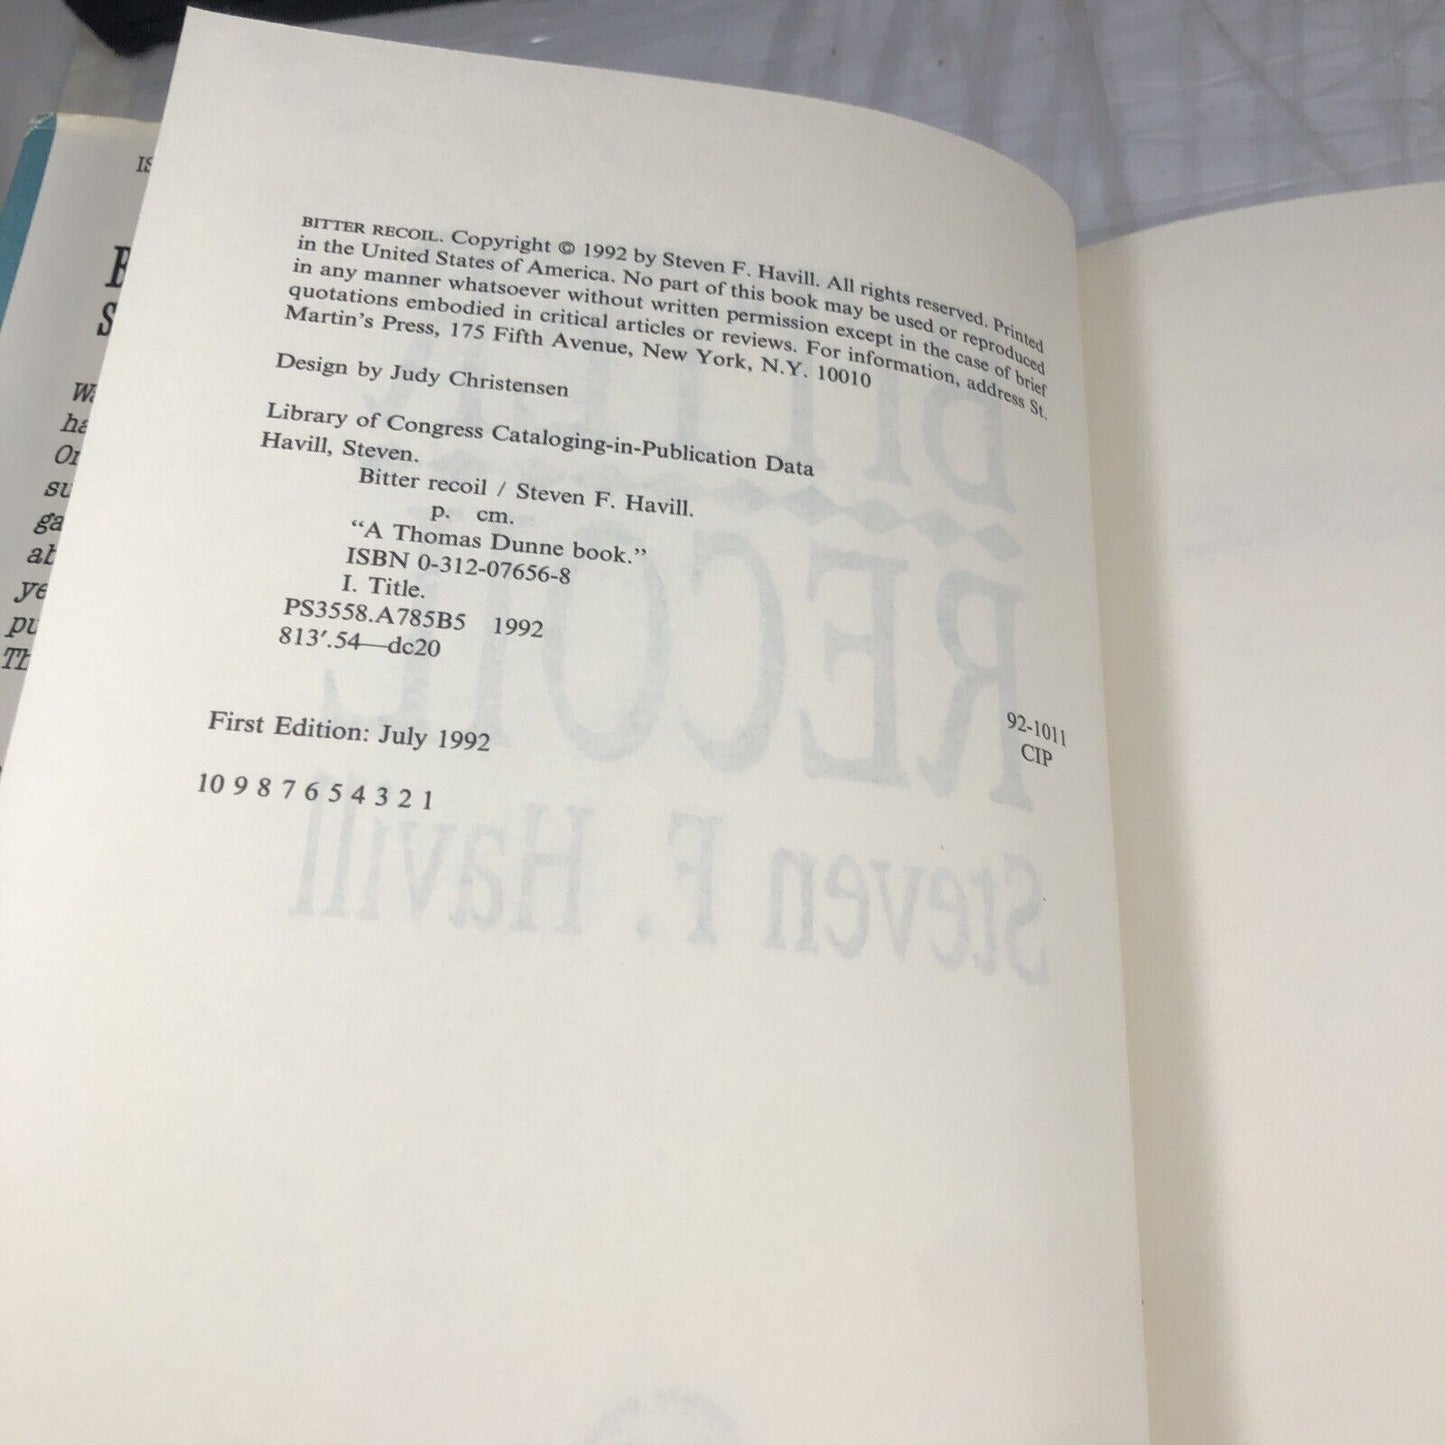 BITTER RECOIL. Copyright © 1992 by Steven F. Havill. All rights reserved. Printed
in the United States of America. No part of this book may be used or reproduced
in any manner whatsoever without written permission except in the case of brief
quotations embodied in critical articles or reviews. For information, address St.
Martin's Press, 175 Fifth Avenue, New York, N.Y. 10010
Design by Judy Christensen
Library of Congress Cataloging-in-Publication Data
Havill, Steven.
Bitter recoil / Steven F. Havill.
p. cm.
“A Thomas Dunne book.”
ISBN 0-312-07656-8
I. Title.
PS3558.A785B5 1992
813′.54—dc20
92-1011
CIP
First Edition: July 1992
10 9 8 7 6 5 4 3 2 1
RECOIL
Steven F. Havill